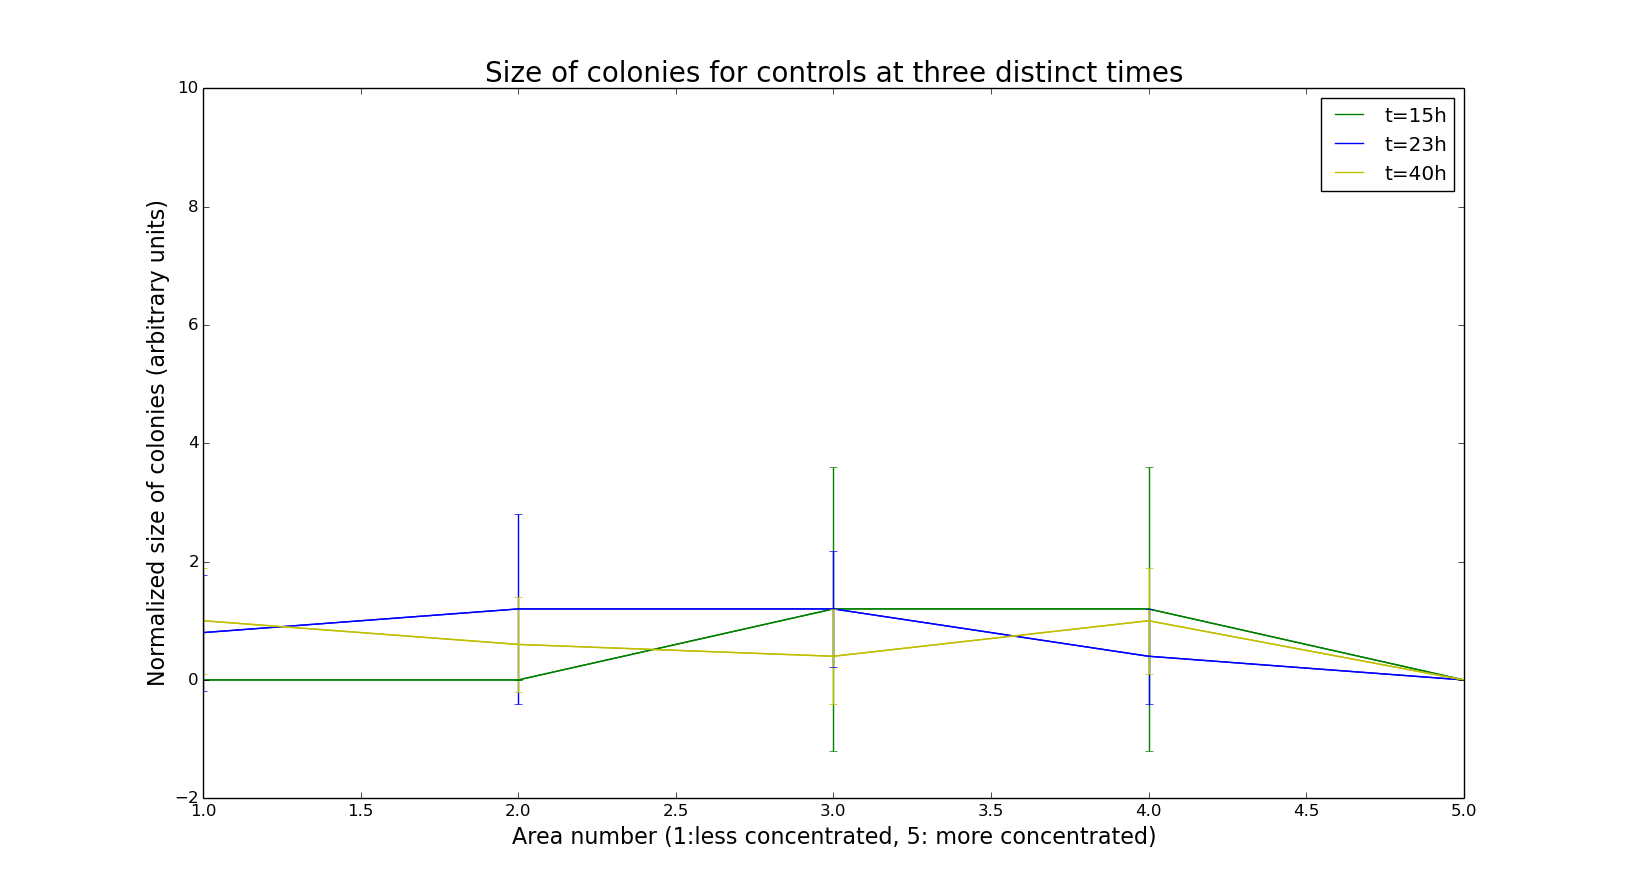 Size of colonies for controls at three distinct times
10
8
6
4
2
0
−2
1.0 1.5 2.0 2.5 3.0 3.5 4.0 4.5 5.0
Normalized size of colonies (arbitrary units)
Area number (1:less concentrated, 5: more concentrated)
t=15h
t=23h
t=40h